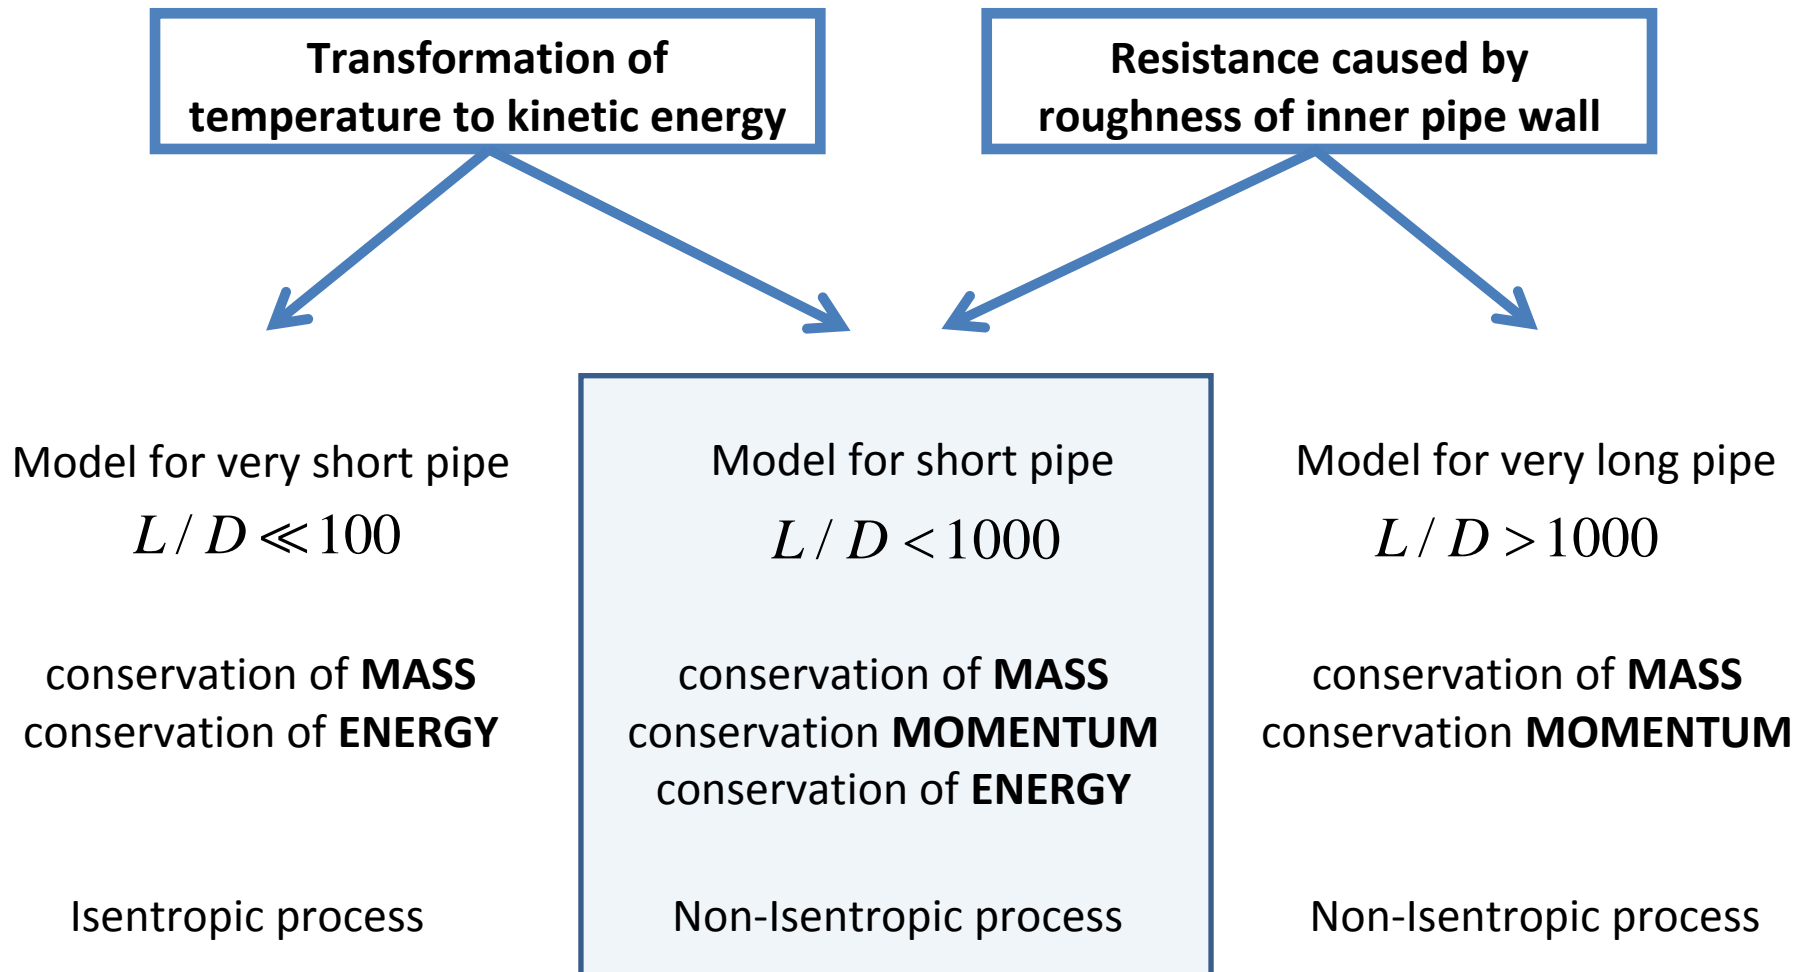 Transformation of
temperature to kinetic energy
Resistance caused by
roughness of inner pipe wall
Model for very short pipe
L / D ≪ 100
conservation of MASS
conservation of ENERGY
Isentropic process
Model for short pipe
L / D < 1000
conservation of MASS
conservation MOMENTUM
conservation of ENERGY
Non-Isentropic process
Model for very long pipe
L / D > 1000
conservation of MASS
conservation MOMENTUM
Non-Isentropic process